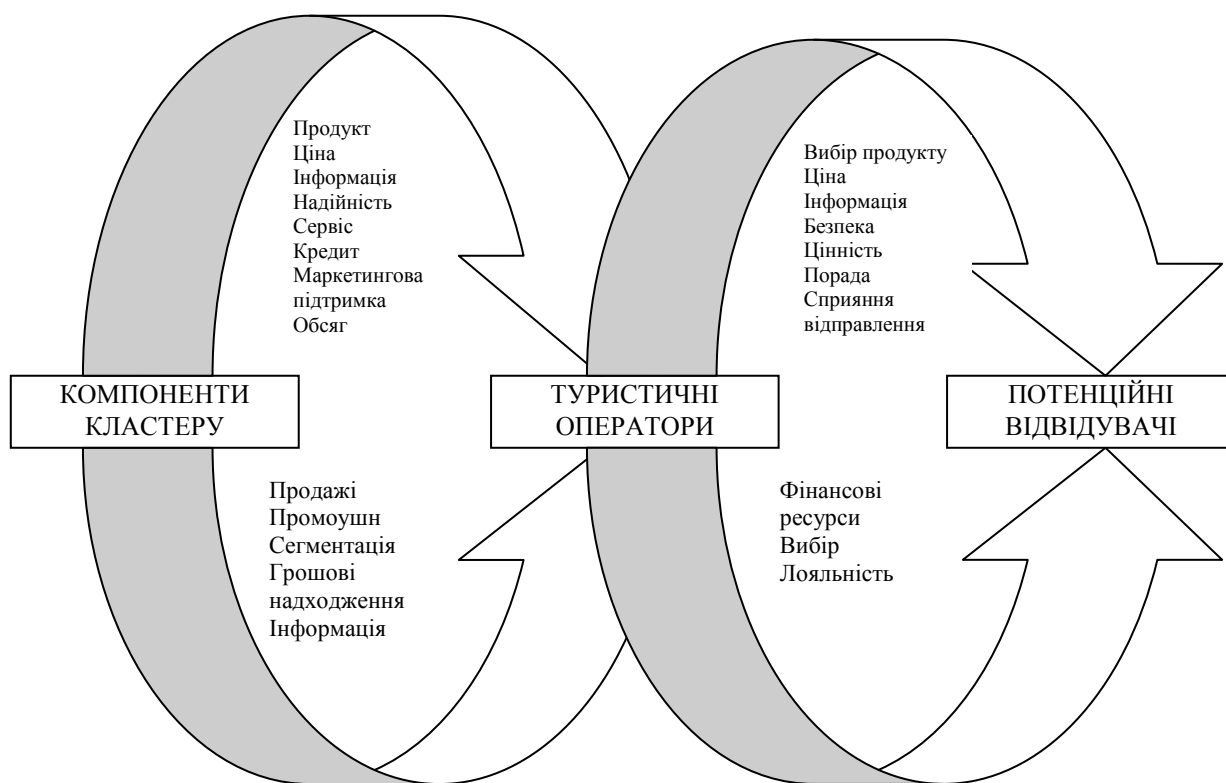 Продукт
Ціна
Інформація
Надійність
Сервіс
Кредит
Маркетингова
підтримка
Обсяг
Вибір продукту
Ціна
Інформація
Безпека
Цінність
Порада
Сприяння
відправлення
КОМПОНЕНТИ
КЛАСТЕРУ
ТУРИСТИЧНІ
ОПЕРАТОРИ
ПОТЕНЦІЙНІ
ВІДВІДУВАЧІ
Продажі
Промоушн
Сегментація
Грошові
надходження
Інформація
Фінансові
ресурси
Вибір
Лояльність